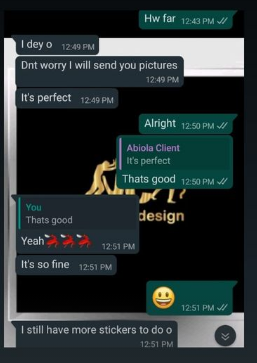 Hw far 12:43 PM
I dey o 12:49 PM
Dnt worry I will send you pictures
12:49 PM
It's perfect 12:49 PM
Alright 12:50 PM
Abiola Client
It's perfect
Thats good 12:50 PM
design
You
Thats good
Yeah💃💃💃 12:51 PM
It's so fine 12:51 PM
😃 12:51 PM
I still have more stickers to do o
12:51 PM